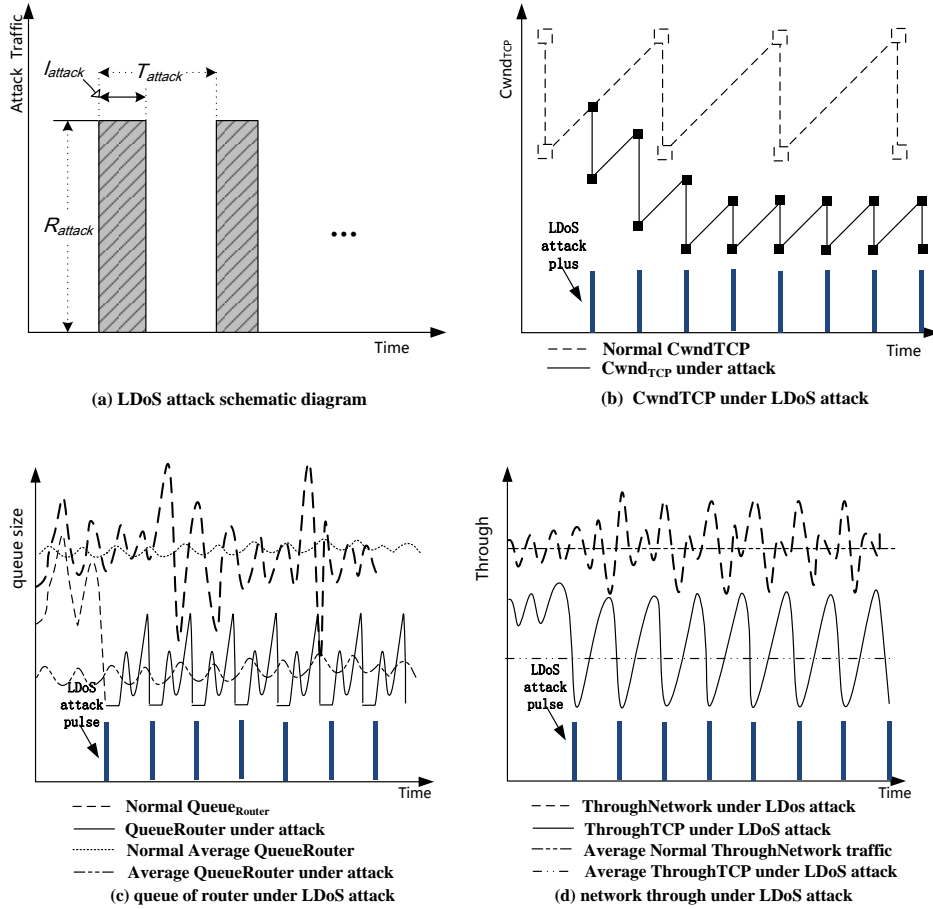 Attack Traffic
lattack
Tattack
Rattack
...
Time
(a) LDoS attack schematic diagram
CwndTCP
LDoS
attack
plus
Time
Normal CwndTCP
CwndTCP under attack
(b) CwndTCP under LDoS attack
queue size
LDoS
attack
pulse
Time
Normal QueueRouter
QueueRouter under attack
Normal Average QueueRouter
Average QueueRouter under attack
(c) queue of router under LDoS attack
Through
LDoS
attack
pulse
Time
ThroughNetwork under LDos attack
ThroughTCP under LDoS attack
Average Normal ThroughNetwork traffic
Average ThroughTCP under LDoS attack
(d) network through under LDoS attack